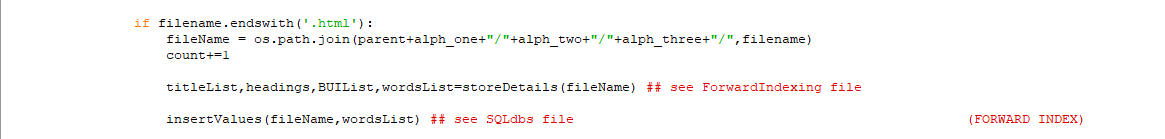 if filename.endswith('.html'):
fileName = os.path.join(parent+alph_one+"/"+alph_two+"/"+alph_three+"/",filename)
count+=1
titleList,headings,BUIList,wordsList=storeDetails(fileName) ## see ForwardIndexing file
insertValues(fileName,wordsList) ## see SQLdbs file (FORWARD INDEX)